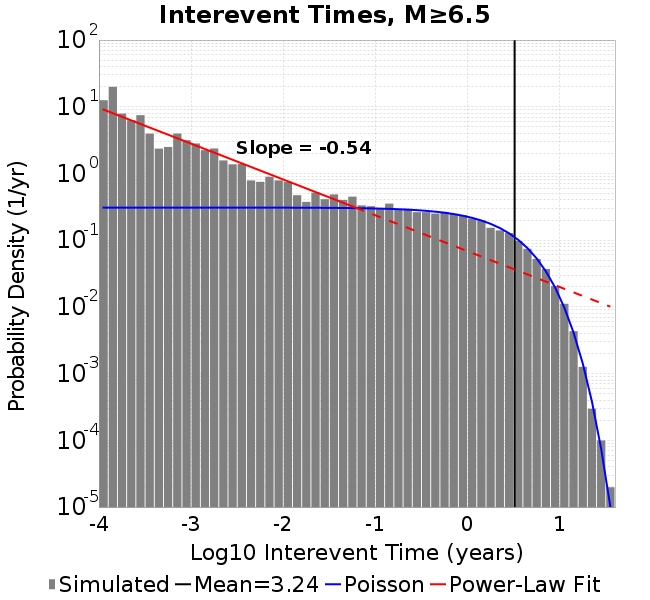 Interevent Times, M≥6.5
10^2
10^1
10^0
10^-1
10^-2
10^-3
10^-4
10^-5
Probability Density (1/yr)
Slope = -0.54
-4 -3 -2 -1 0 1
Log10 Interevent Time (years)
Simulated Mean=3.24 Poisson Power-Law Fit